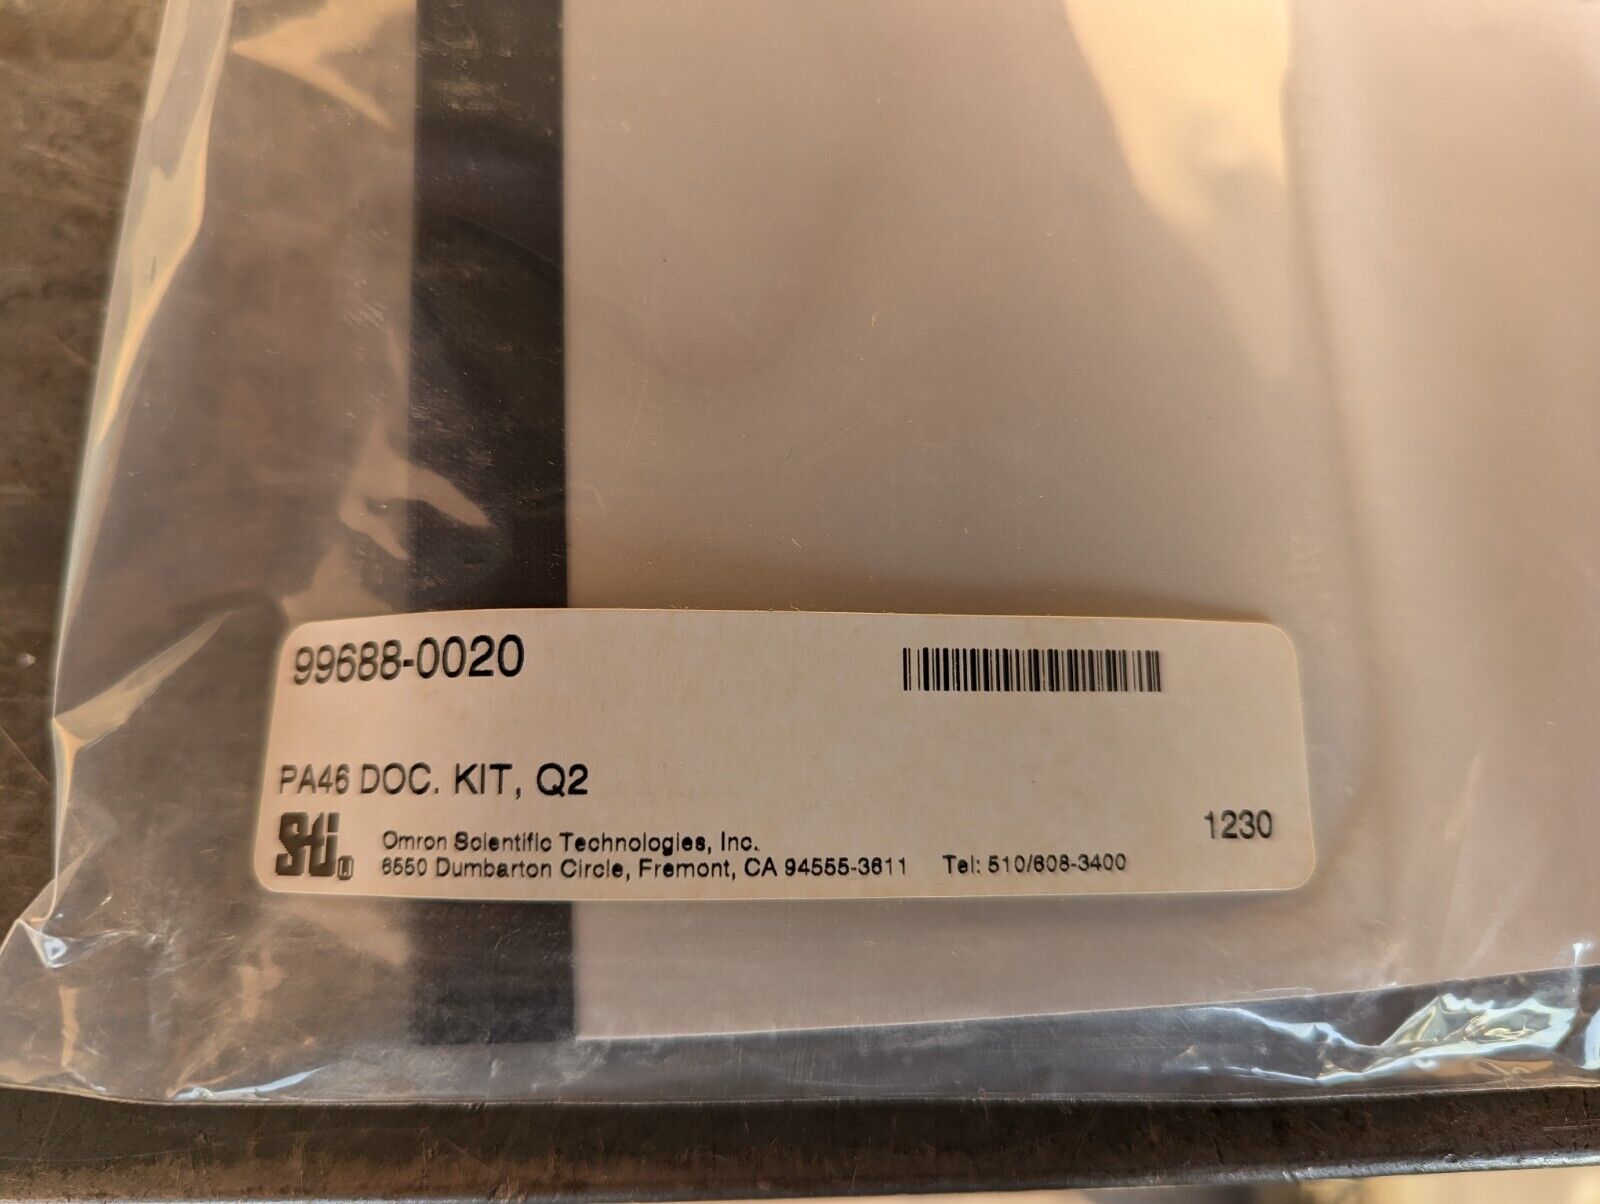 99688-0020
PA46 DOC. KIT, Q2
1230
Sti
Omron Scientific Technologies, Inc.
6550 Dumbarton Circle, Fremont, CA 94555-3611 Tel: 510/608-3400